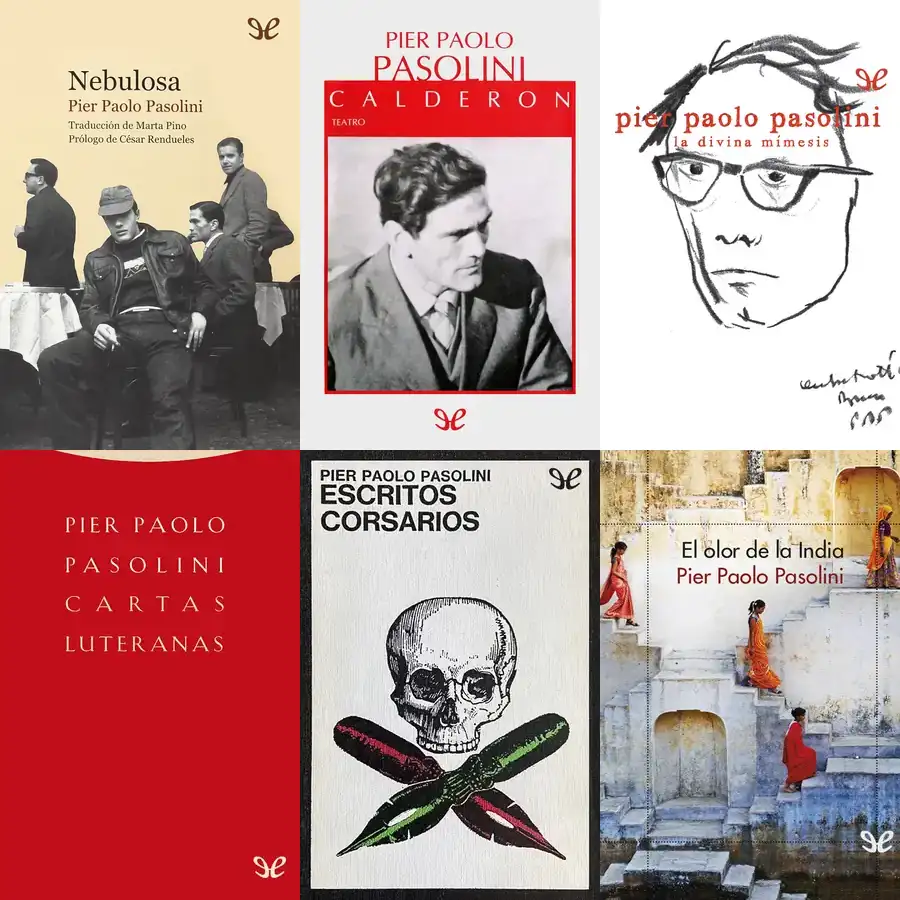 Nebulosa
Pier Paolo Pasolini
Traducción de Marta Pino
Prólogo de César Rendueles
PIER PAOLO
PASOLINI
CALDERON
TEATRO
pier paolo pasolini
la divina mímesis
PIER PAOLO
PASOLINI
CARTAS
LUTERANAS
PIER PAOLO PASOLINI
ESCRITOS
CORSARIOS
El olor de la India
Pier Paolo Pasolini